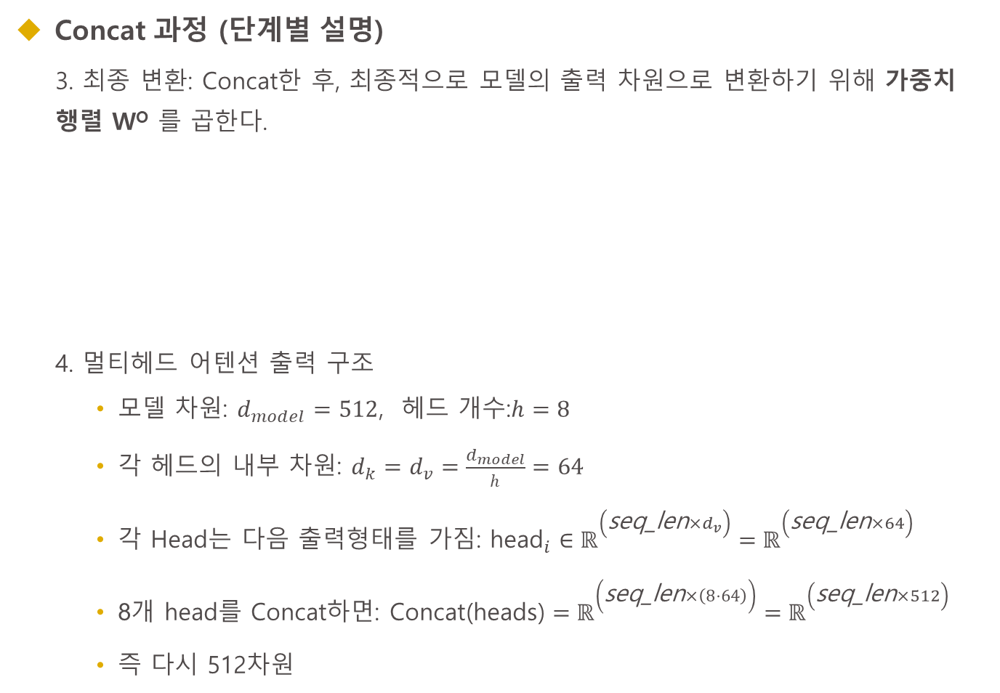 ◆ Concat 과정 (단계별 설명)
3. 최종 변환: Concat한 후, 최종적으로 모델의 출력 차원으로 변환하기 위해 가중치
행렬 Wᴼ 를 곱한다.
4. 멀티헤드 어텐션 출력 구조
• 모델 차원: $d_{model} = 512$, 헤드 개수:$h = 8$
• 각 헤드의 내부 차원: $d_k = d_v = \frac{d_{model}}{h} = 64$
• 각 Head는 다음 출력형태를 가짐: $\text{head}_i \in \mathbb{R}^{(seq\_len \times d_v)} = \mathbb{R}^{(seq\_len \times 64)}$
• 8개 head를 Concat하면: $\text{Concat(heads)} = \mathbb{R}^{(seq\_len \times (8 \cdot 64))} = \mathbb{R}^{(seq\_len \times 512)}$
• 즉 다시 512차원